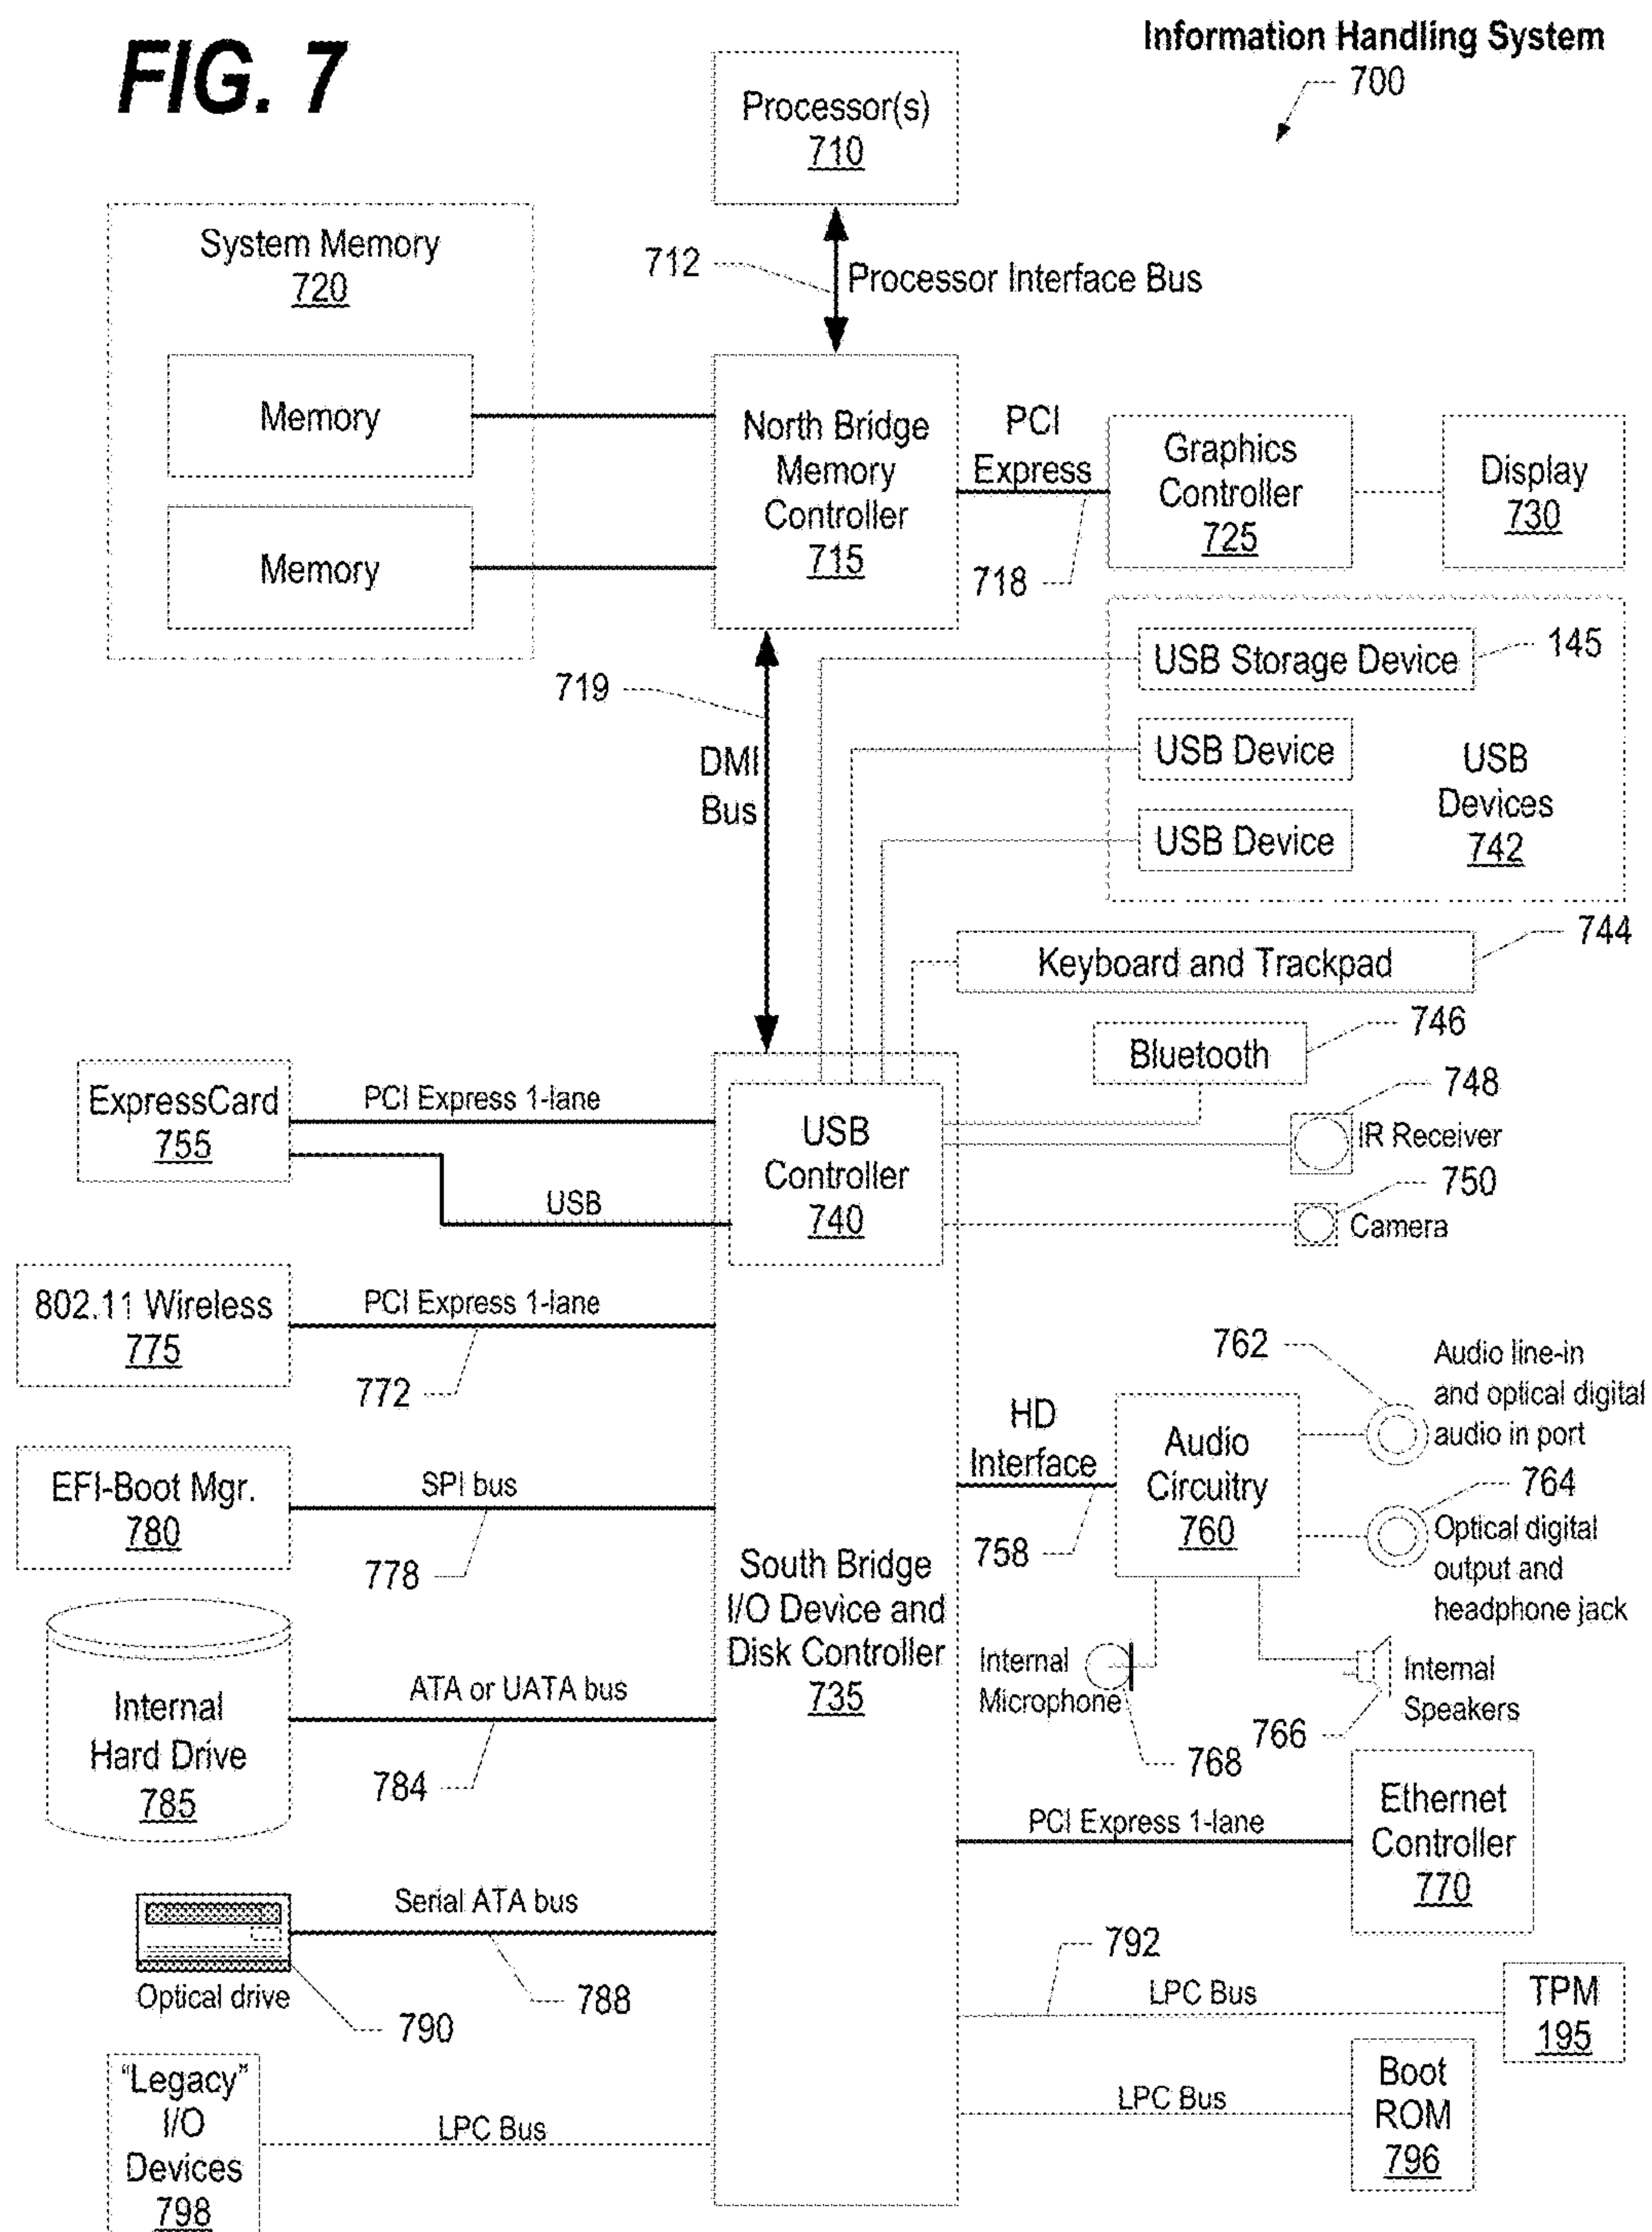 FIG. 7
Information Handling System
700
Processor(s)
710
712
Processor Interface Bus
System Memory
720
Memory
Memory
North Bridge
Memory
Controller
715
PCI
Express
718
Graphics
Controller
725
Display
730
719
DMI
Bus
USB Storage Device
145
USB Device
USB Device
USB
Devices
742
744
Keyboard and Trackpad
746
Bluetooth
748
IR Receiver
750
Camera
ExpressCard
755
PCI Express 1-lane
USB
USB
Controller
740
802.11 Wireless
775
PCI Express 1-lane
772
EFI-Boot Mgr.
780
SPI bus
778
Internal
Hard Drive
785
ATA or UATA bus
784
South Bridge
I/O Device and
Disk Controller
735
HD
Interface
758
Audio
Circuitry
760
762
Audio line-in
and optical digital
audio in port
764
Optical digital
output and
headphone jack
Internal
Microphone
768
766
Internal
Speakers
PCI Express 1-lane
Ethernet
Controller
770
Serial ATA bus
788
Optical drive
790
792
LPC Bus
TPM
195
LPC Bus
Boot
ROM
796
"Legacy"
I/O
Devices
798
LPC Bus